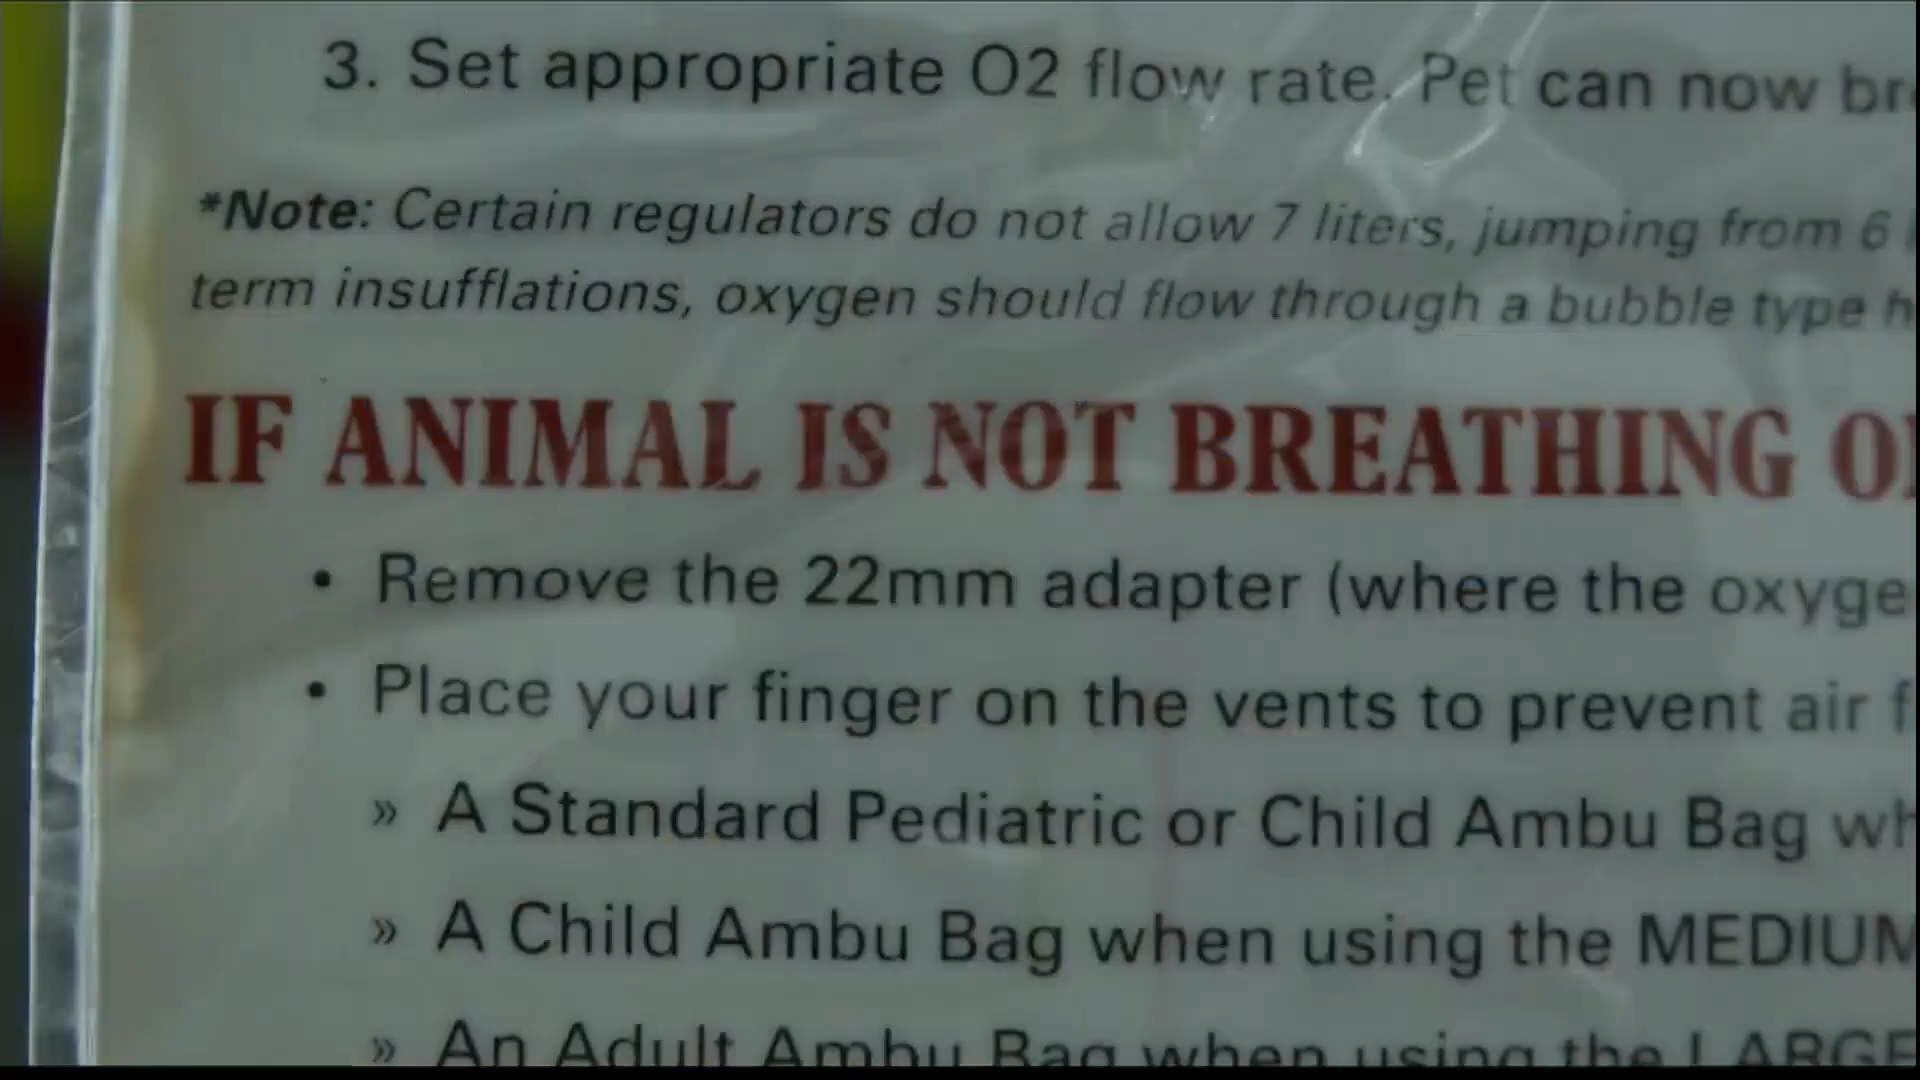 3. Set appropriate O2 flow rate. Pet can now
*Note: Certain regulators do not allow 7 liters, jumping from 6
term insufflations, oxygen should flow through a bubble type
IF ANIMAL IS NOT BREATHING
• Remove the 22mm adapter (where the
• Place your finger on the vents to prevent air
» A Standard Pediatric or Child Ambu Bag
» A Child Ambu Bag when using the MEDIUM
» An Adult Ambu Bag when using the LARGE